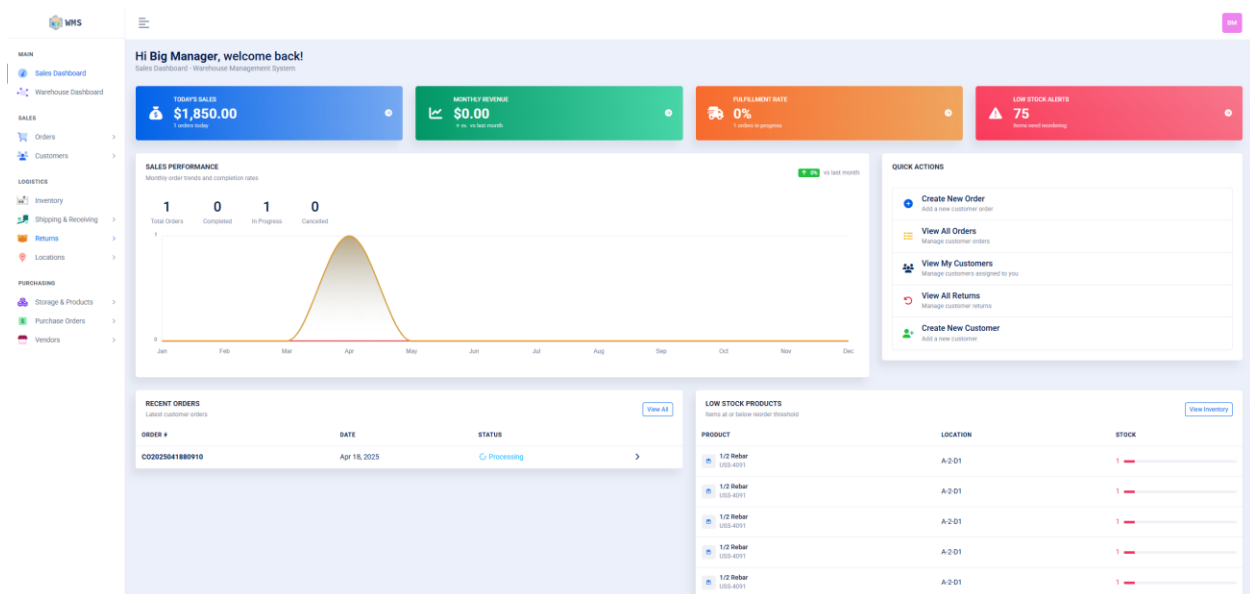 WMS
BM
MAIN
Sales Dashboard
Warehouse Dashboard
SALES
Orders
Customers
LOGISTICS
Inventory
Shipping & Receiving
Returns
Locations
PURCHASING
Storage & Products
Purchase Orders
Vendors
Hi Big Manager, welcome back!
Sales Dashboard - Warehouse Management System
TODAY'S SALES
$1,850.00
1 orders today
MONTHLY REVENUE
$0.00
vs last month
FULFILLMENT RATE
0%
1 orders in progress
LOW STOCK ALERTS
75
Items need reordering
SALES PERFORMANCE
Monthly order trends and completion rates
0% vs last month
1 0 1 0
Total Orders Completed In Progress Cancelled
1
0
Jan Feb Mar Apr May Jun Jul Aug Sep Oct Nov Dec
QUICK ACTIONS
Create New Order
Add a new customer order
View All Orders
Manage customer orders
View My Customers
Manage customers assigned to you
View All Returns
Manage customer returns
Create New Customer
Add a new customer
RECENT ORDERS
Latest customer orders
View All
ORDER # DATE STATUS
CO2025041880910 Apr 18, 2025 Processing
LOW STOCK PRODUCTS
Items at or below reorder threshold
View Inventory
PRODUCT LOCATION STOCK
1/2 Rebar
USS-4091
A-2-D1 1
1/2 Rebar
USS-4091
A-2-D1 1
1/2 Rebar
USS-4091
A-2-D1 1
1/2 Rebar
USS-4091
A-2-D1 1
1/2 Rebar
USS-4091
A-2-D1 1